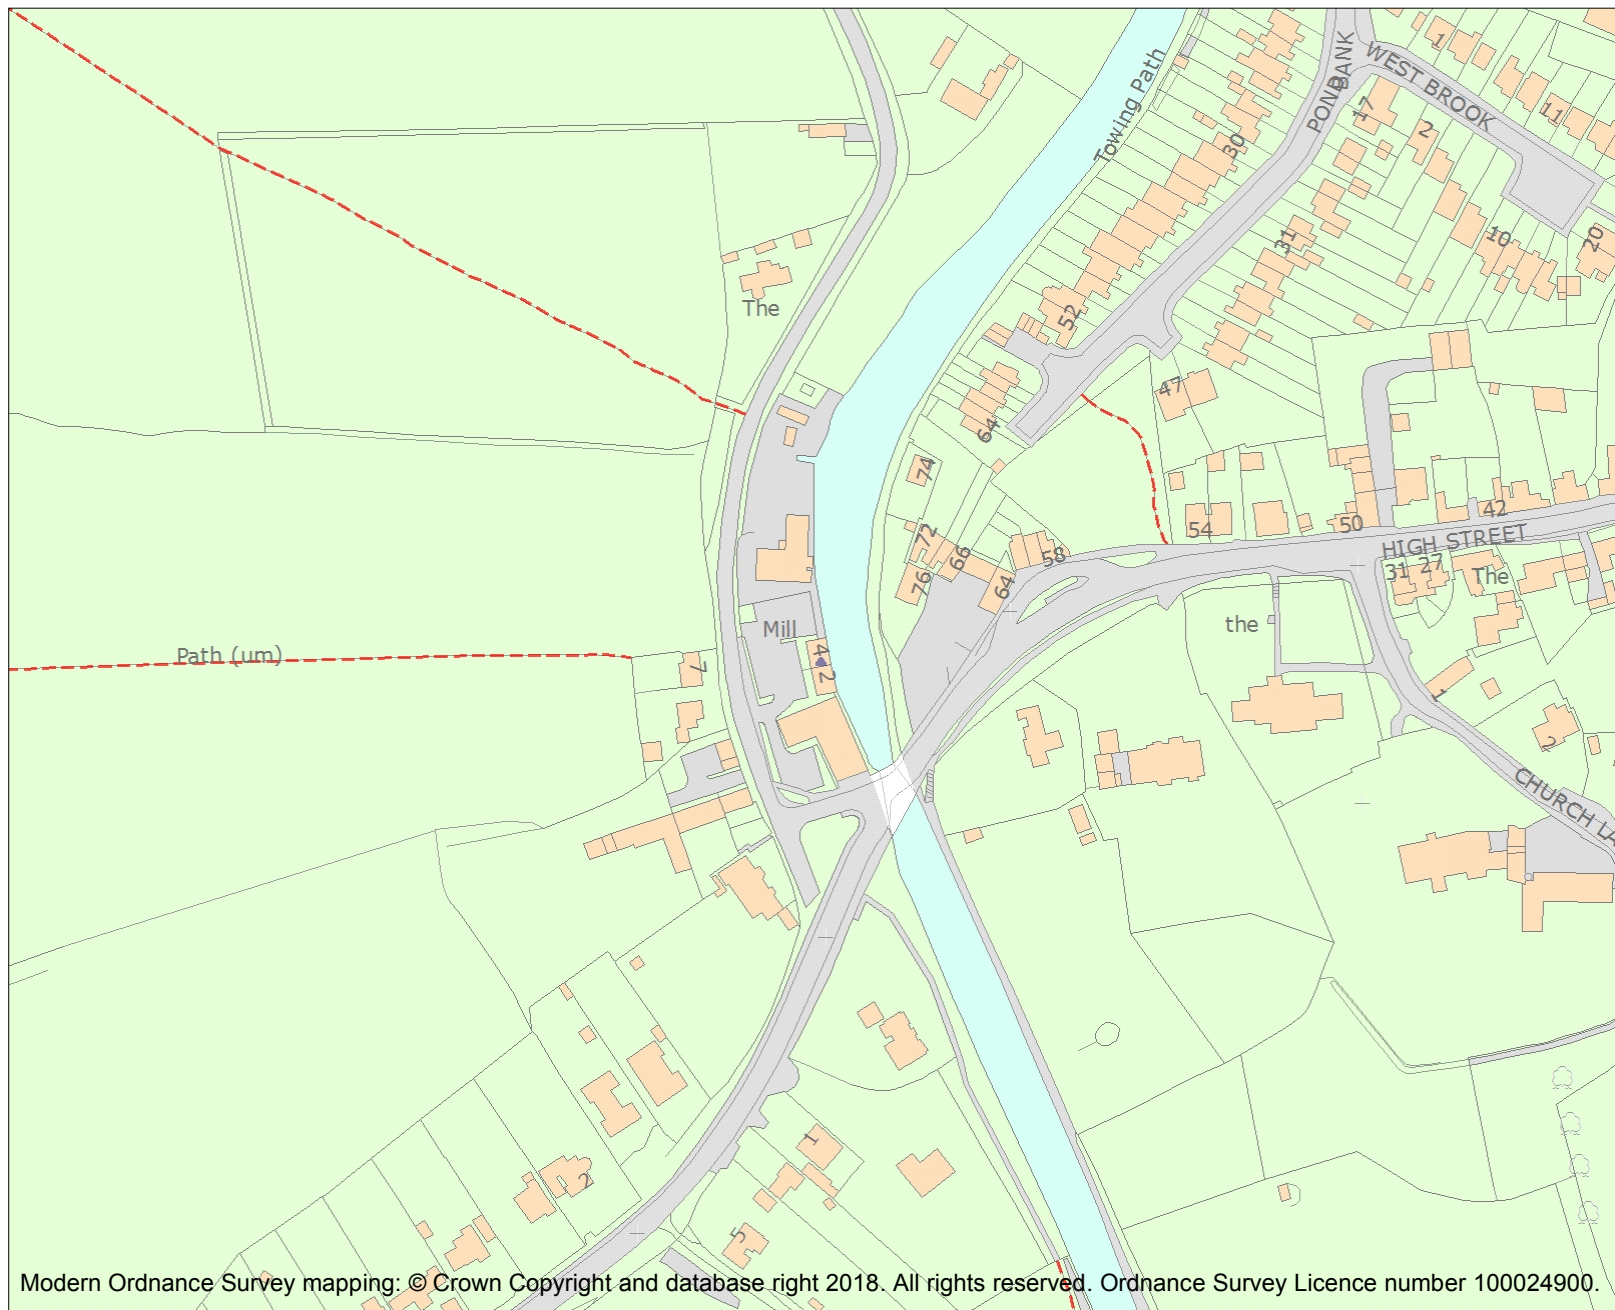 1
WEST BROOK
POND BANK
Towing Path
17
2
11
30
31
10
20
The
52
47
64
74
54
50
42
HIGH STREET
72
66
58
31
27
The
76
64
the
Mill
Path (um)
7
4
2
1
2
CHURCH LA
1
2
5
Modern Ordnance Survey mapping: © Crown Copyright and database right 2018. All rights reserved. Ordnance Survey Licence number 100024900.